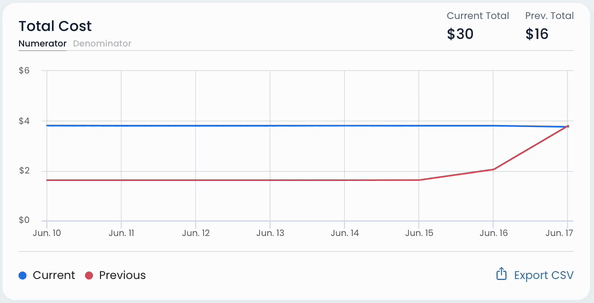 Total Cost
Numerator Denominator
Current Total Prev. Total
$30 $16
$6
$4
$2
$0
Jun. 10 Jun. 11 Jun. 12 Jun. 13 Jun. 14 Jun. 15 Jun. 16 Jun. 17
Current Previous
Export CSV